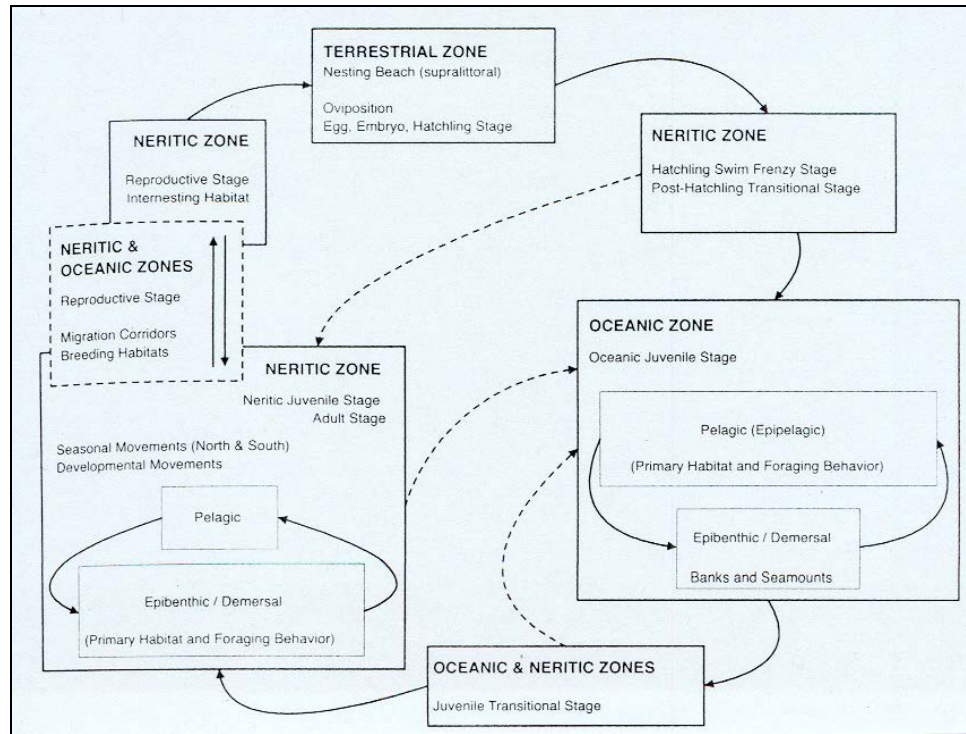 TERRESTRIAL ZONE
Nesting Beach (supralittoral)
Oviposition
Egg, Embryo, Hatchling Stage
NERITIC ZONE
Hatchling Swim Frenzy Stage
Post-Hatchling Transitional Stage
OCEANIC ZONE
Oceanic Juvenile Stage
Pelagic (Epipelagic)
(Primary Habitat and Foraging Behavior)
Epibenthic / Demersal
Banks and Seamounts
OCEANIC & NERITIC ZONES
Juvenile Transitional Stage
NERITIC ZONE
Neritic Juvenile Stage
Adult Stage
Seasonal Movements (North & South)
Developmental Movements
Pelagic
Epibenthic / Demersal
(Primary Habitat and Foraging Behavior)
NERITIC &
OCEANIC ZONES
Reproductive Stage
Migration Corridors
Breeding Habitats
NERITIC ZONE
Reproductive Stage
Internesting Habitat